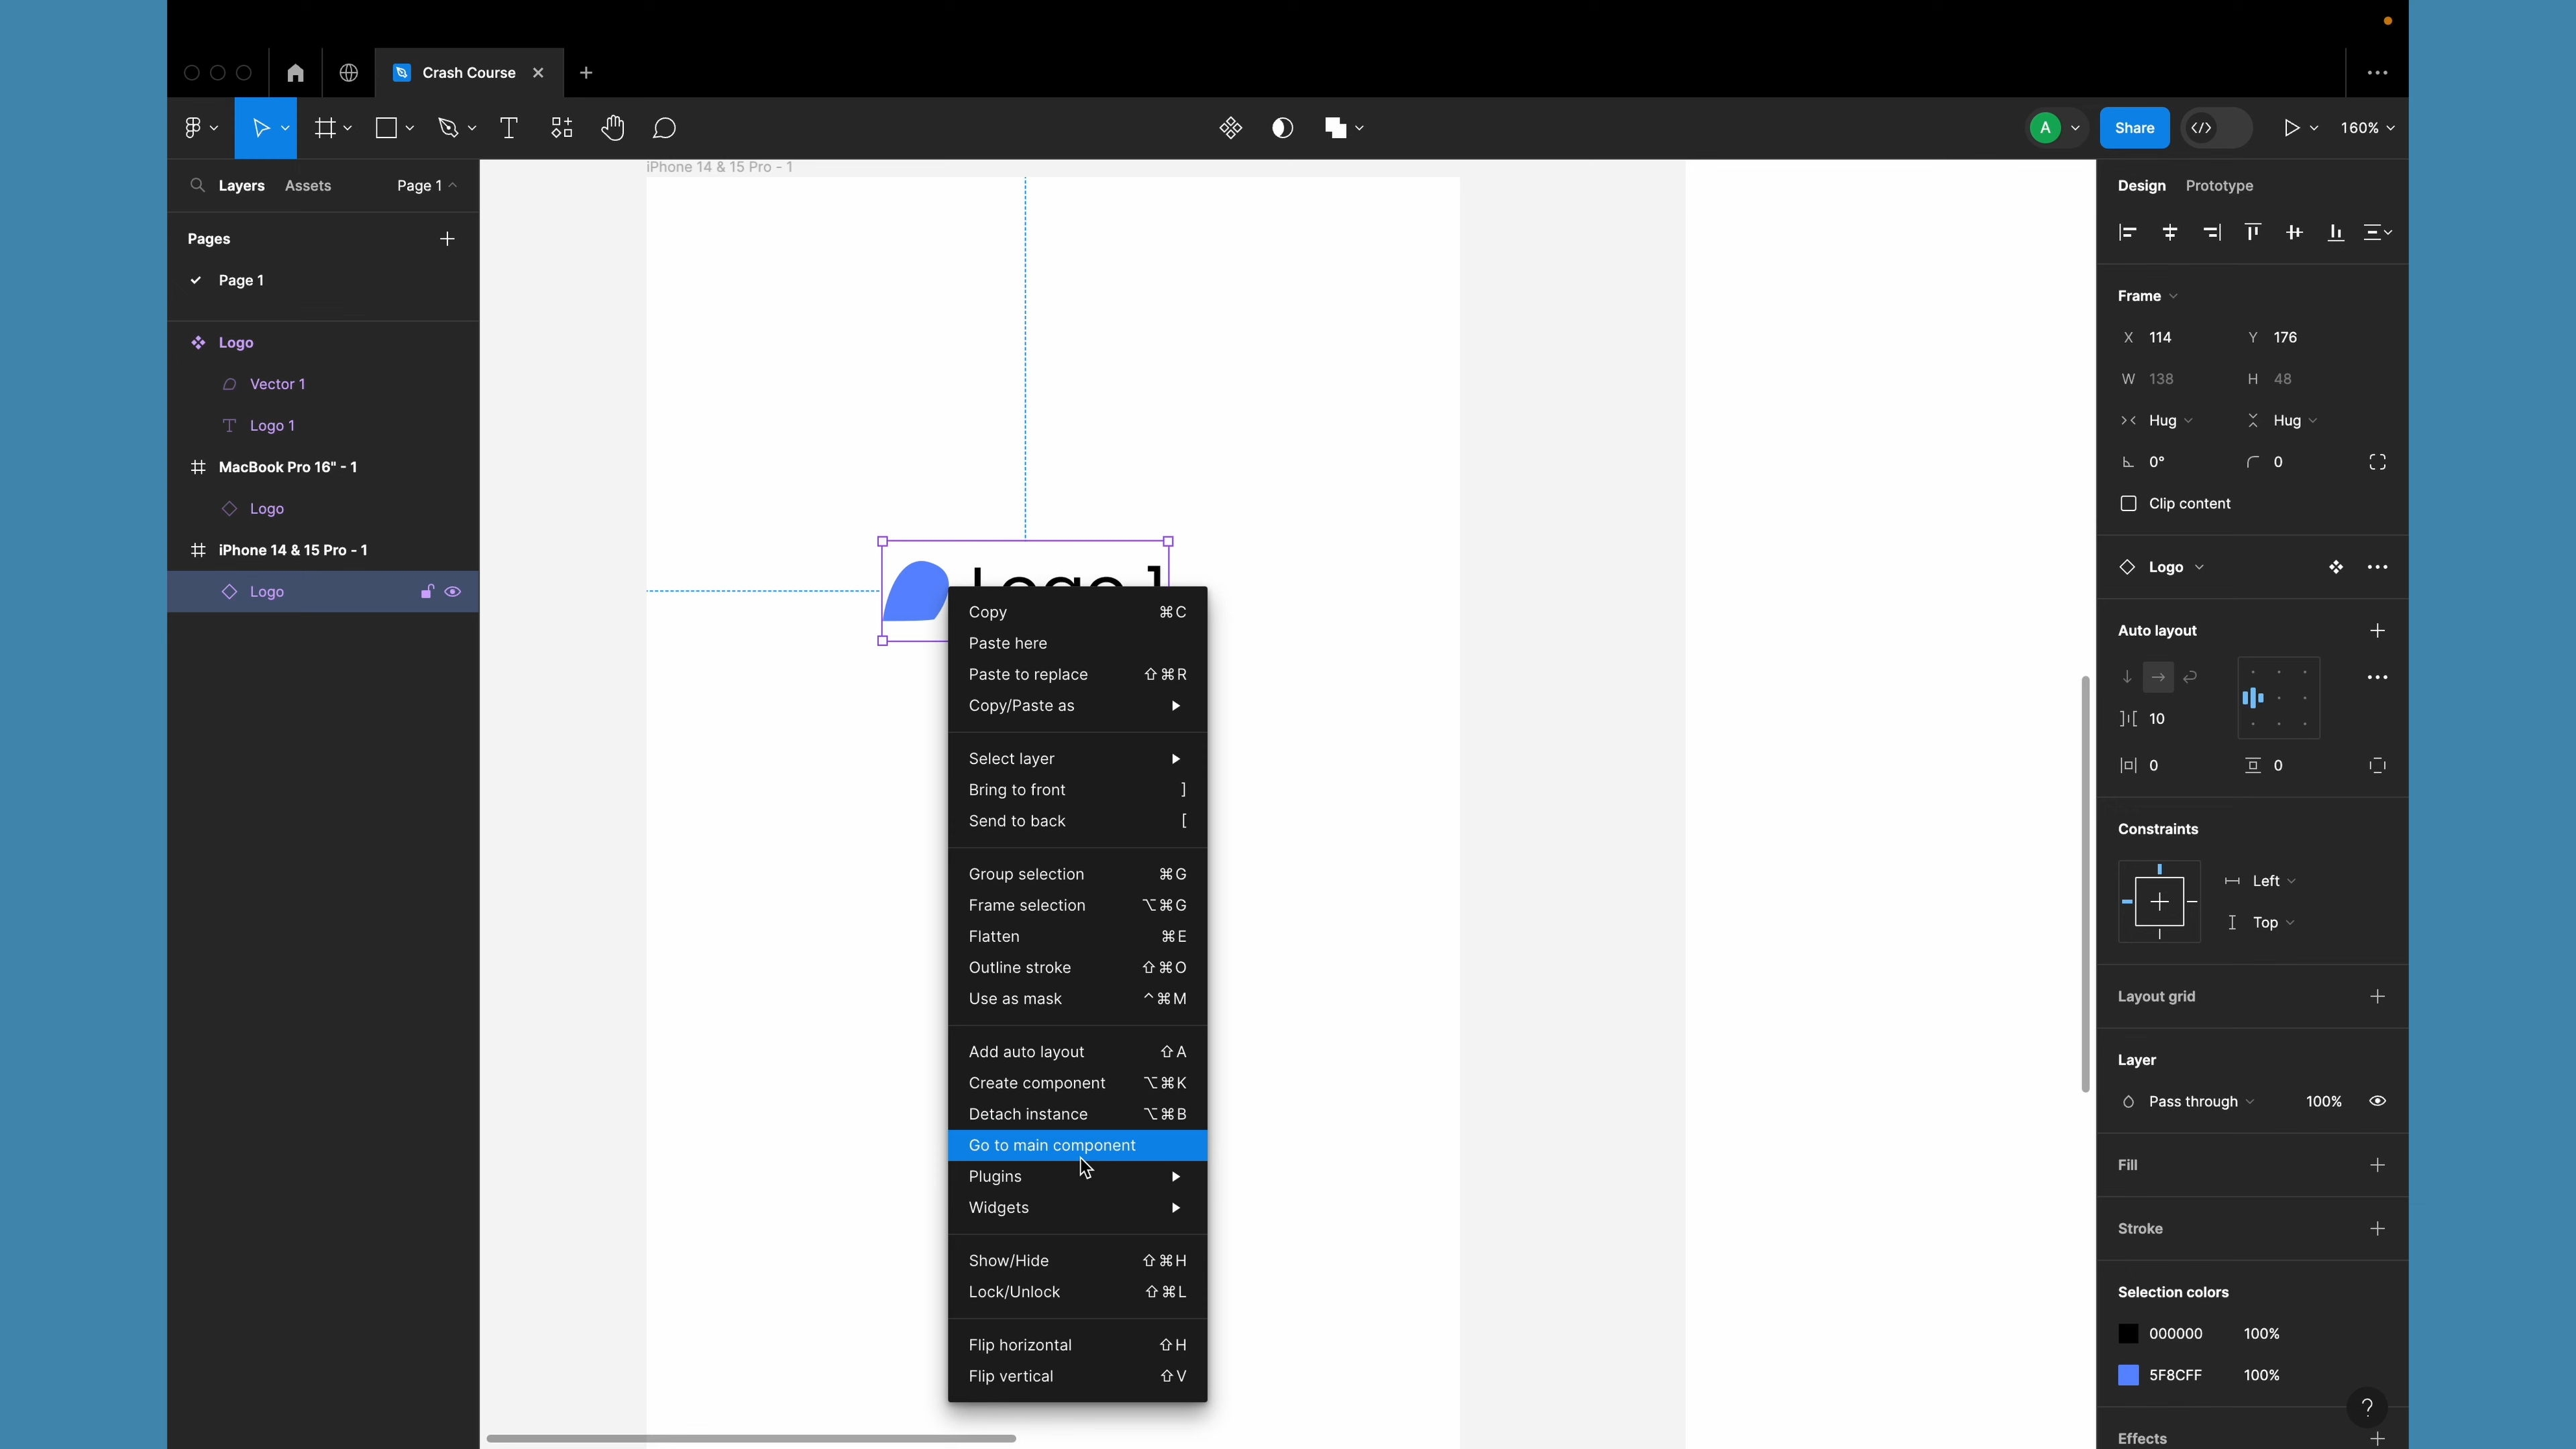 Crash Course
A
Share
160%
Layers Assets Page 1
Pages
Page 1
Logo
Vector 1
Logo 1
MacBook Pro 16" - 1
Logo
iPhone 14 & 15 Pro - 1
Logo
iPhone 14 & 15 Pro - 1
Logo 1
Copy ⌘C
Paste here
Paste to replace ⇧⌘R
Copy/Paste as
Select layer
Bring to front ]
Send to back [
Group selection ⌘G
Frame selection ⌥⌘G
Flatten ⌘E
Outline stroke ⇧⌘O
Use as mask ^⌘M
Add auto layout ⇧A
Create component ⌥⌘K
Detach instance ⌥⌘B
Go to main component
Plugins
Widgets
Show/Hide ⇧⌘H
Lock/Unlock ⇧⌘L
Flip horizontal ⇧H
Flip vertical ⇧V
Design Prototype
Frame
X 114 Y 176
W 138 H 48
Hug Hug
0° 0
Clip content
Logo
Auto layout
10
0 0
Constraints
Left
Top
Layout grid
Layer
Pass through 100%
Fill
Stroke
Selection colors
000000 100%
5F8CFF 100%
?
Effects